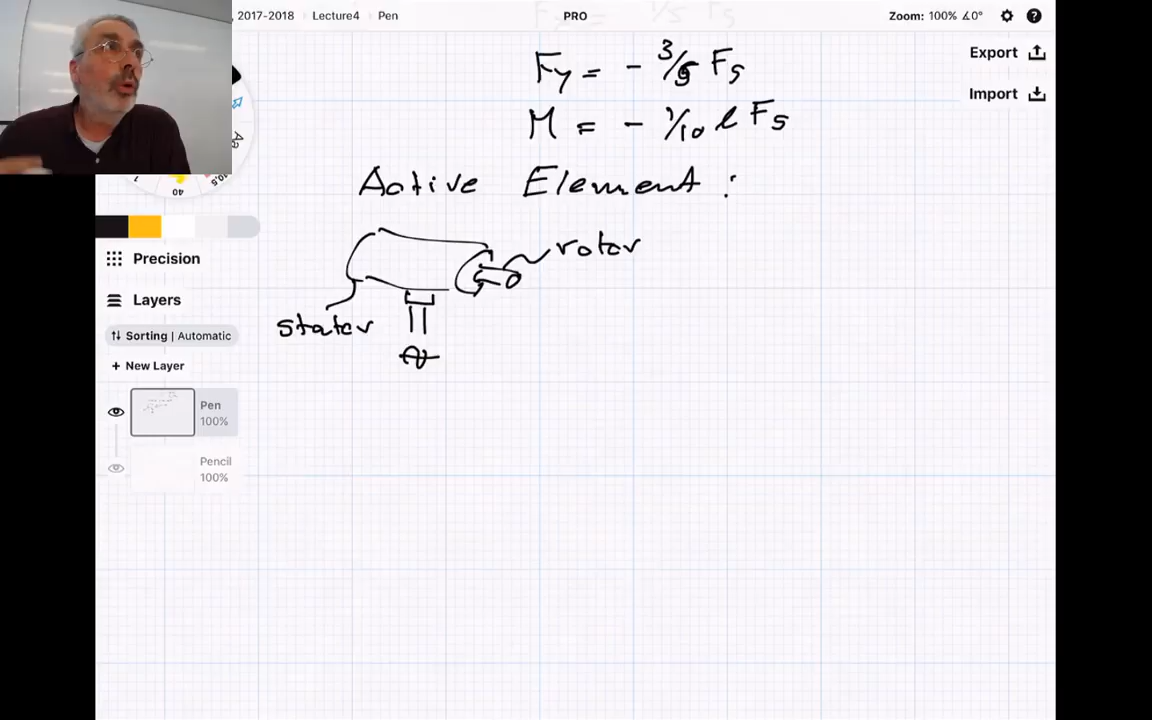 2017-2018 Lecture4 Pen PRO Zoom: 100% ∠0°
Export
Import
Fy = - 3/5 Fs
M = - 1/10 l Fs
Active Element :
rotor
stator
40
Precision
Layers
Sorting | Automatic
+ New Layer
Pen
100%
Pencil
100%